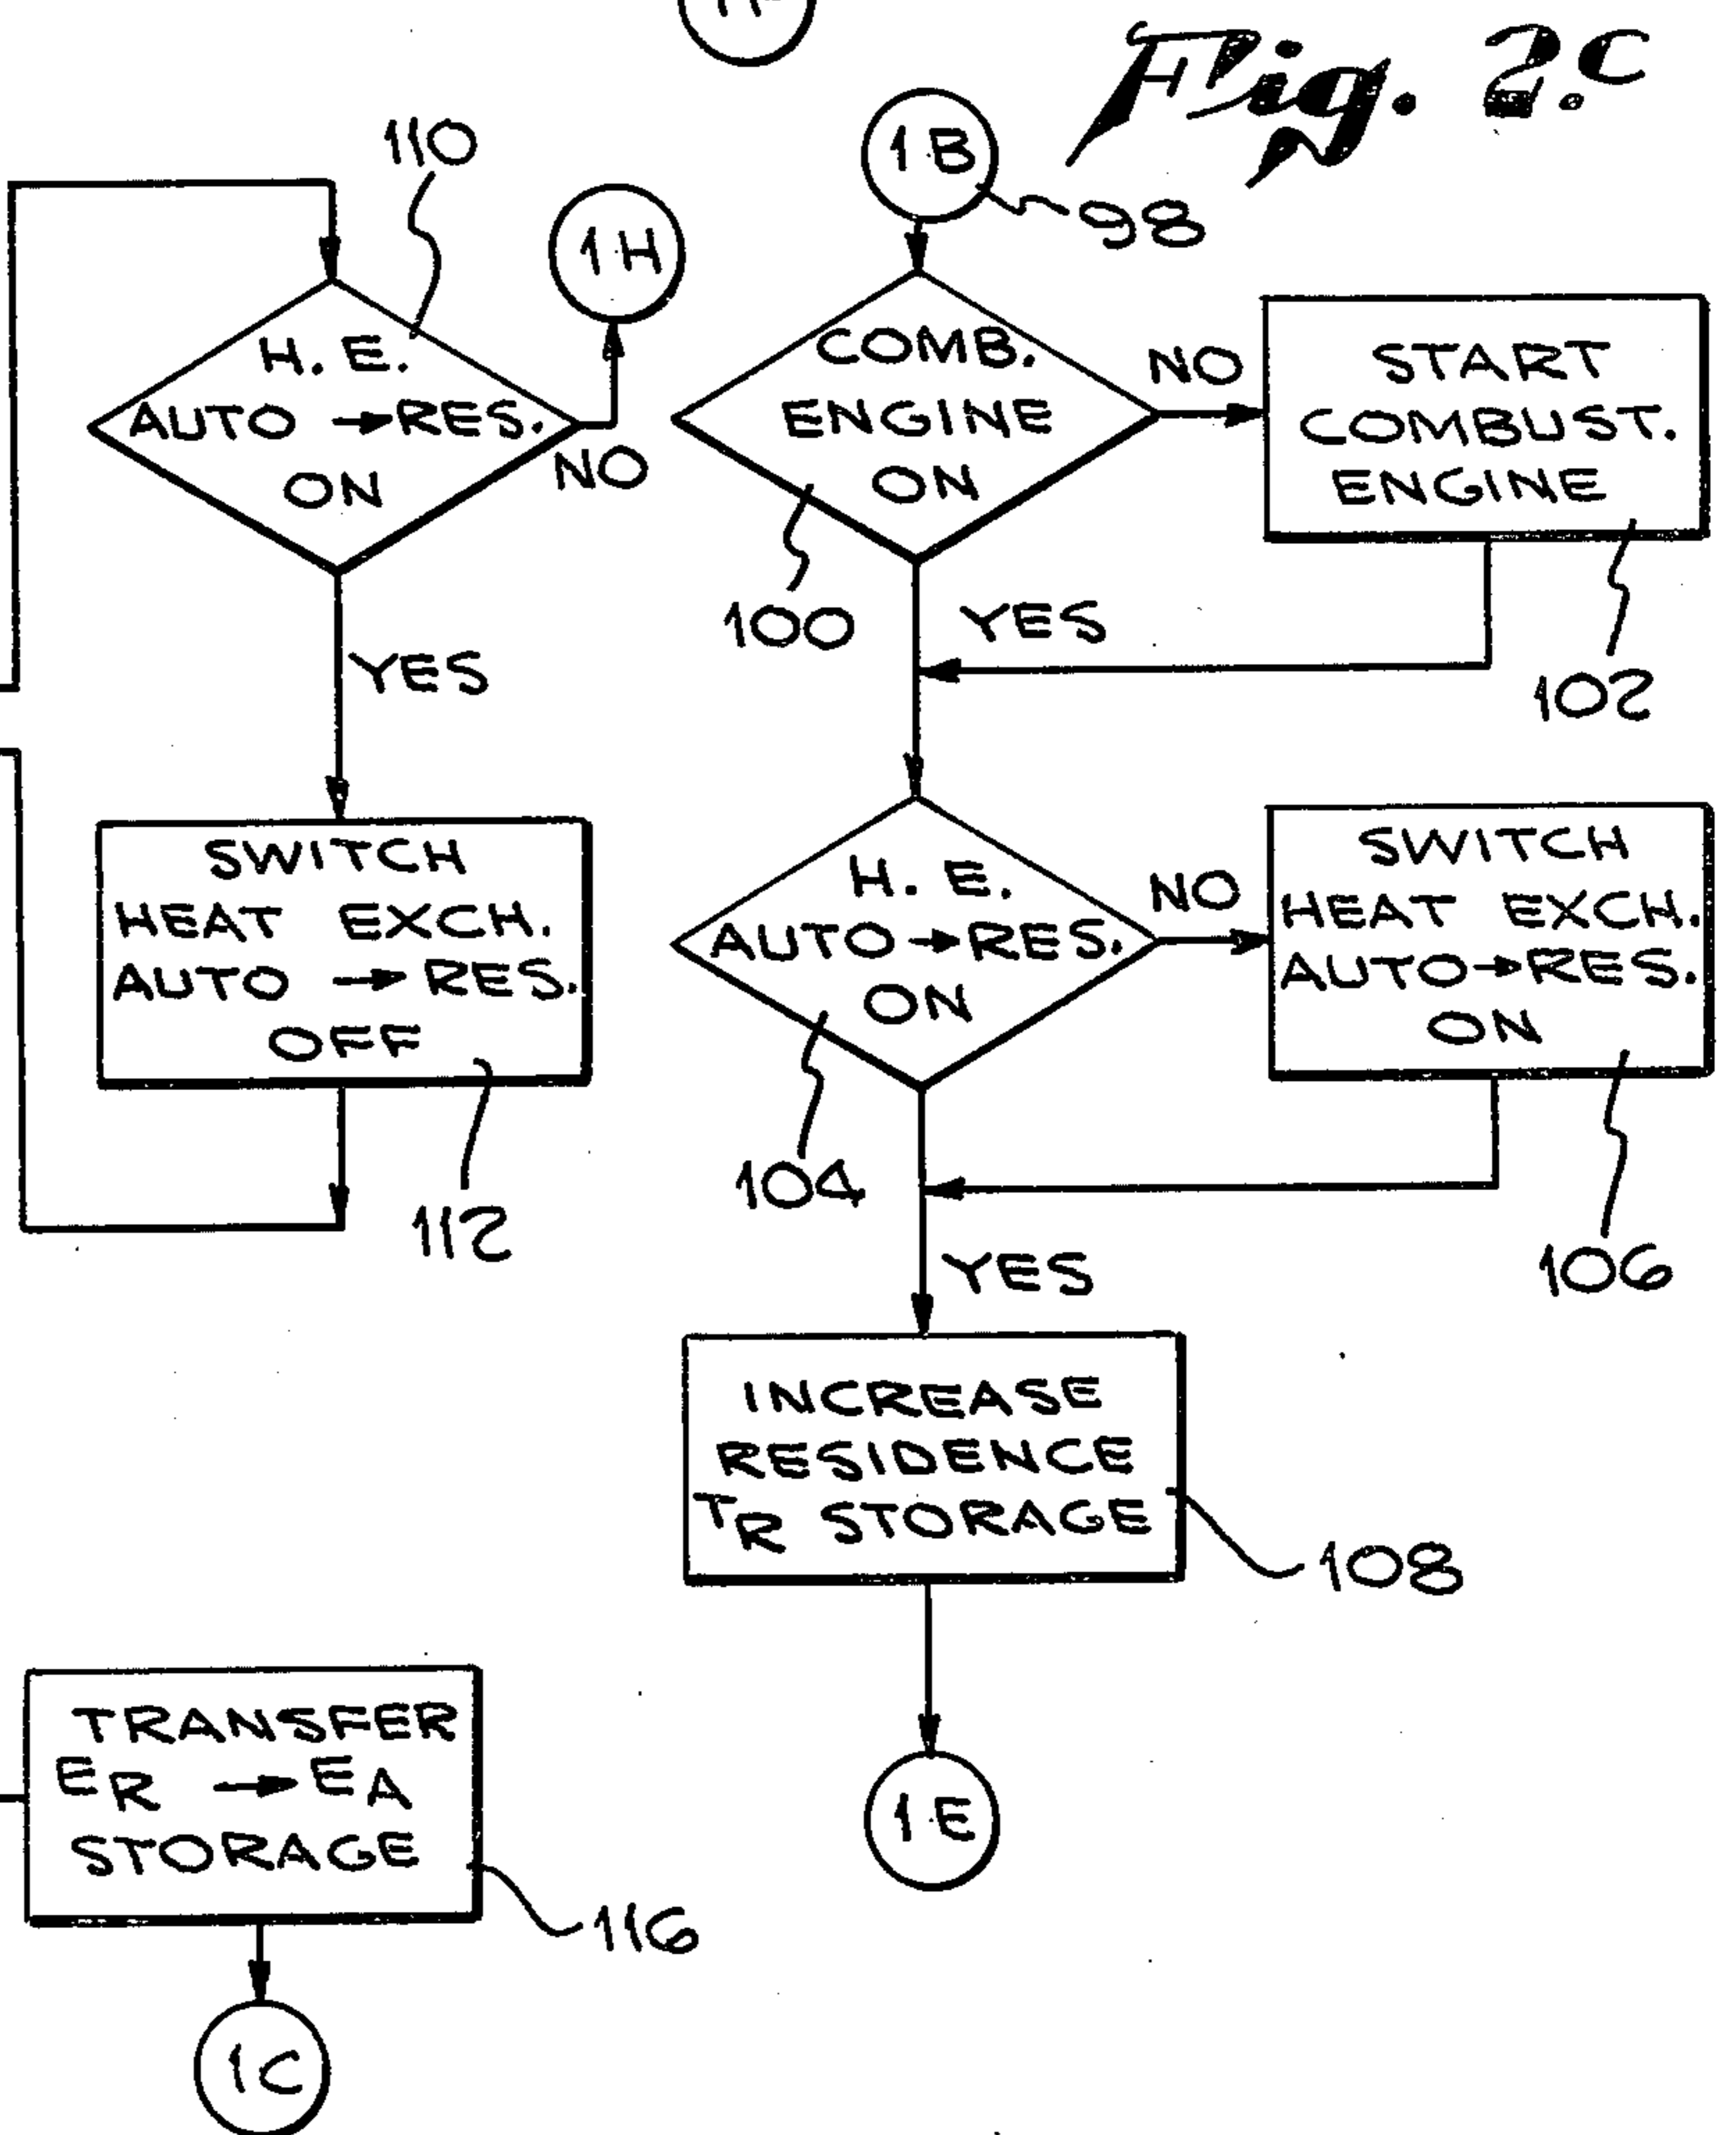 Fig. 2.C
110
1H
H. E.
AUTO → RES.
ON
NO
YES
SWITCH
HEAT EXCH.
AUTO → RES.
OFF
112
1B
98
COMB.
ENGINE
ON
NO
START
COMBUST.
ENGINE
100
YES
102
H. E.
AUTO → RES.
ON
NO
SWITCH
HEAT EXCH.
AUTO → RES.
ON
104
106
YES
INCREASE
RESIDENCE
TR STORAGE
108
1E
TRANSFER
ER → EA
STORAGE
116
1C